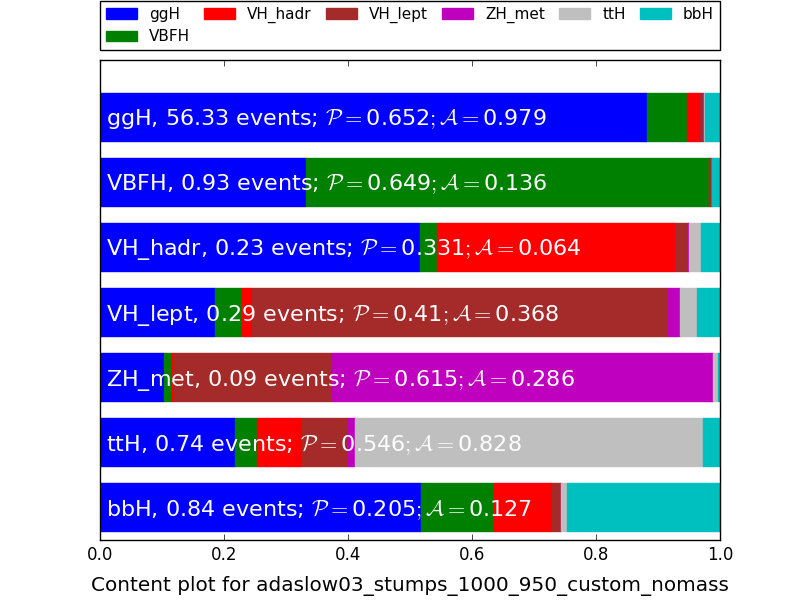 ggH VH_hadr VH_lept ZH_met ttH bbH
VBFH
ggH, 56.33 events; 𝒫 = 0.652; 𝒜 = 0.979
VBFH, 0.93 events; 𝒫 = 0.649; 𝒜 = 0.136
VH_hadr, 0.23 events; 𝒫 = 0.331; 𝒜 = 0.064
VH_lept, 0.29 events; 𝒫 = 0.41; 𝒜 = 0.368
ZH_met, 0.09 events; 𝒫 = 0.615; 𝒜 = 0.286
ttH, 0.74 events; 𝒫 = 0.546; 𝒜 = 0.828
bbH, 0.84 events; 𝒫 = 0.205; 𝒜 = 0.127
0.0 0.2 0.4 0.6 0.8 1.0
Content plot for adaslow03_stumps_1000_950_custom_nomass